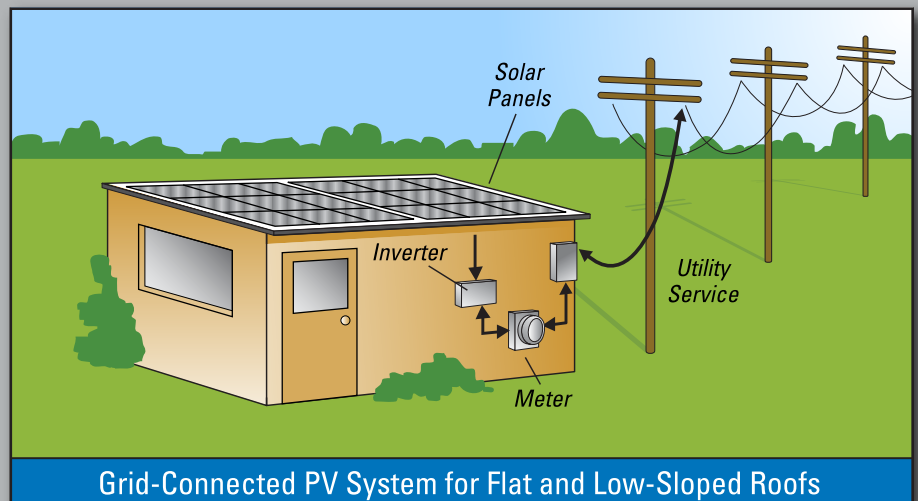 Solar
Panels
Inverter
Utility
Service
Meter
Grid-Connected PV System for Flat and Low-Sloped Roofs